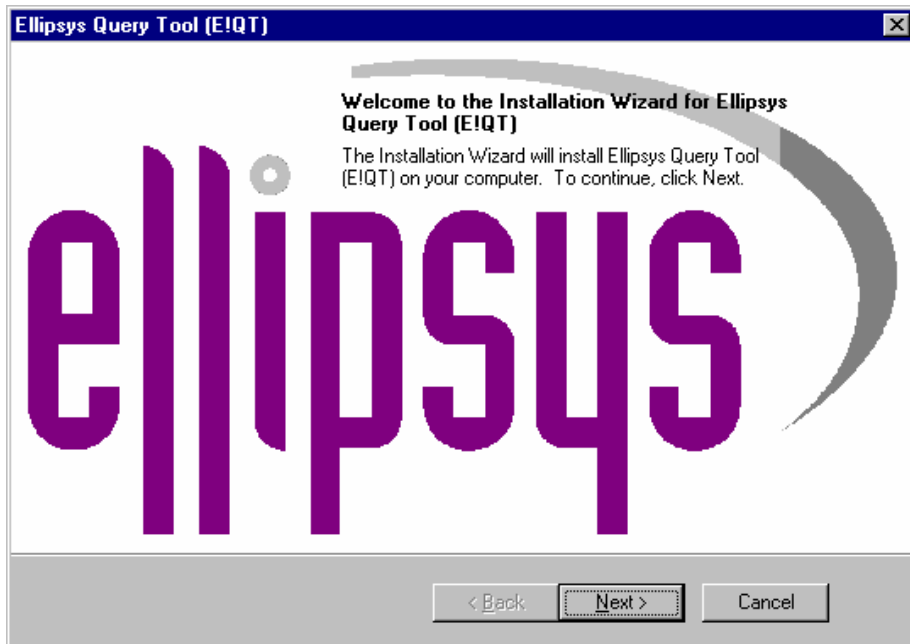 Ellipsys Query Tool (E!QT)
Welcome to the Installation Wizard for Ellipsys
Query Tool (E!QT)
The Installation Wizard will install Ellipsys Query Tool
(E!QT) on your computer. To continue, click Next.
ellipsys
< Back
Next >
Cancel